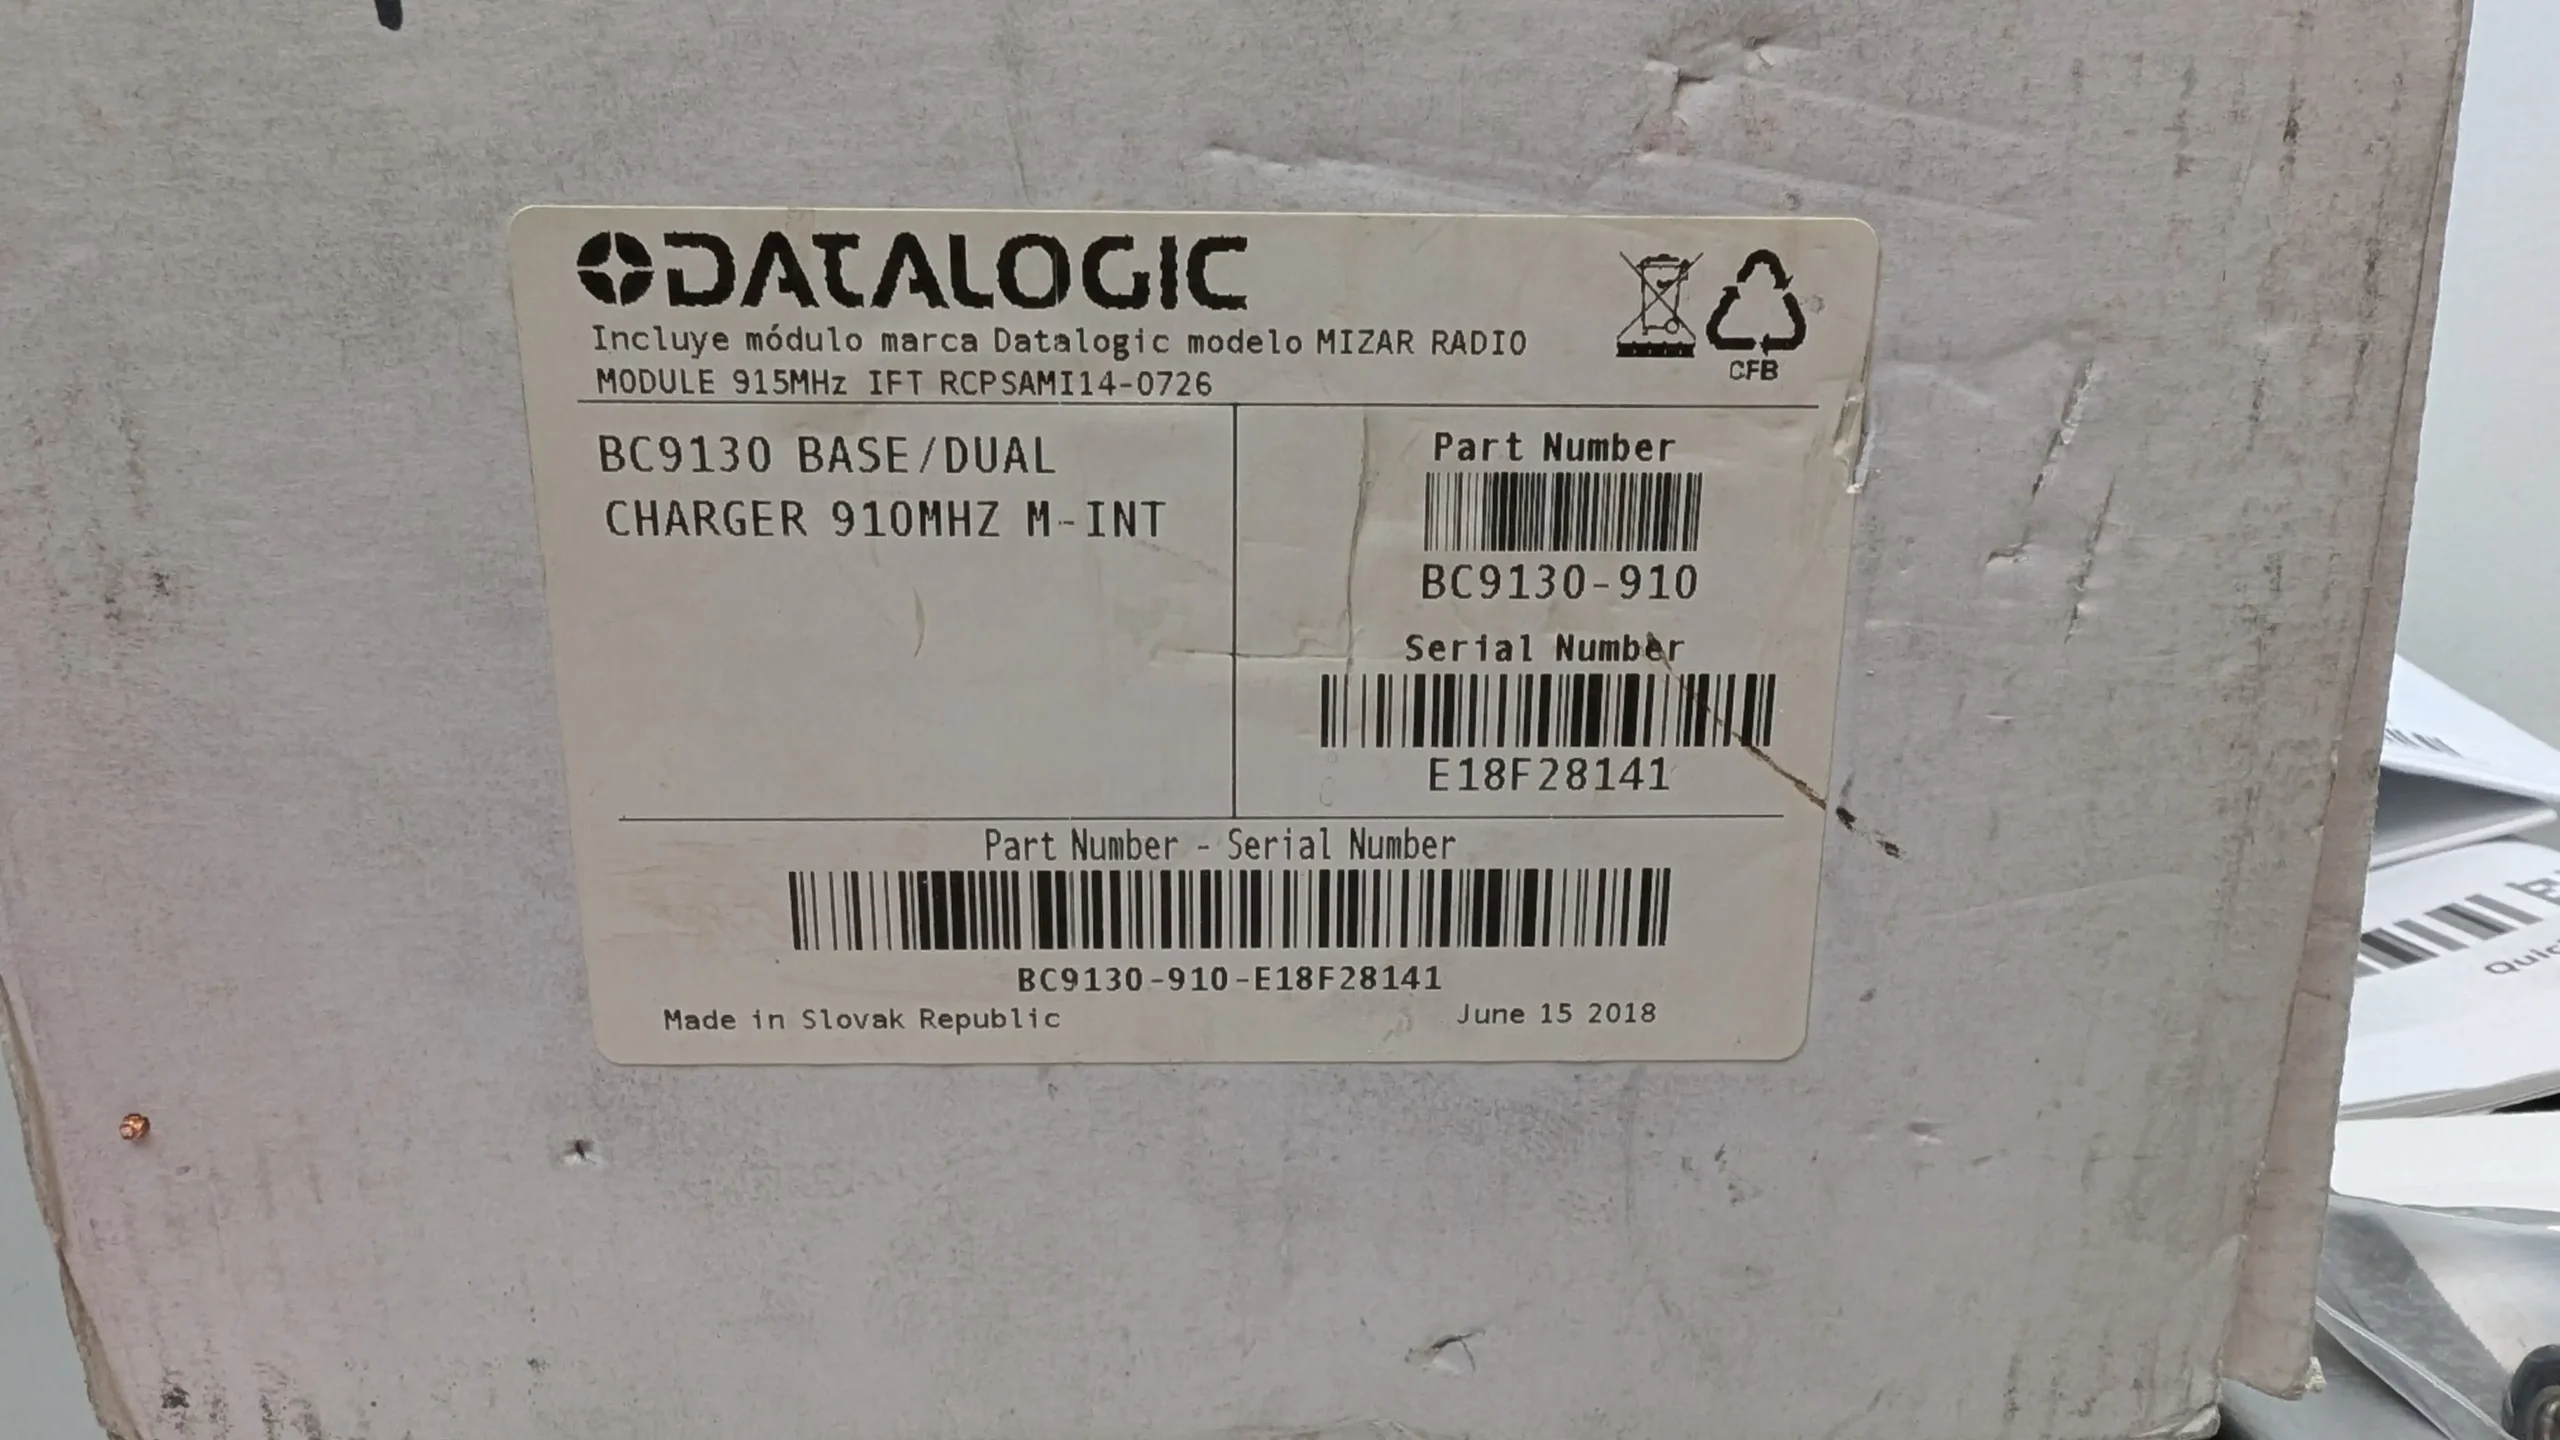 DATALOGIC
Incluye módulo marca Datalogic modelo MIZAR RADIO
MODULE 915MHz IFT RCPSAMI14-0726
CFB
BC9130 BASE/DUAL
CHARGER 910MHZ M-INT
Part Number
BC9130-910
Serial Number
E18F28141
Part Number - Serial Number
BC9130-910-E18F28141
Made in Slovak Republic
June 15 2018